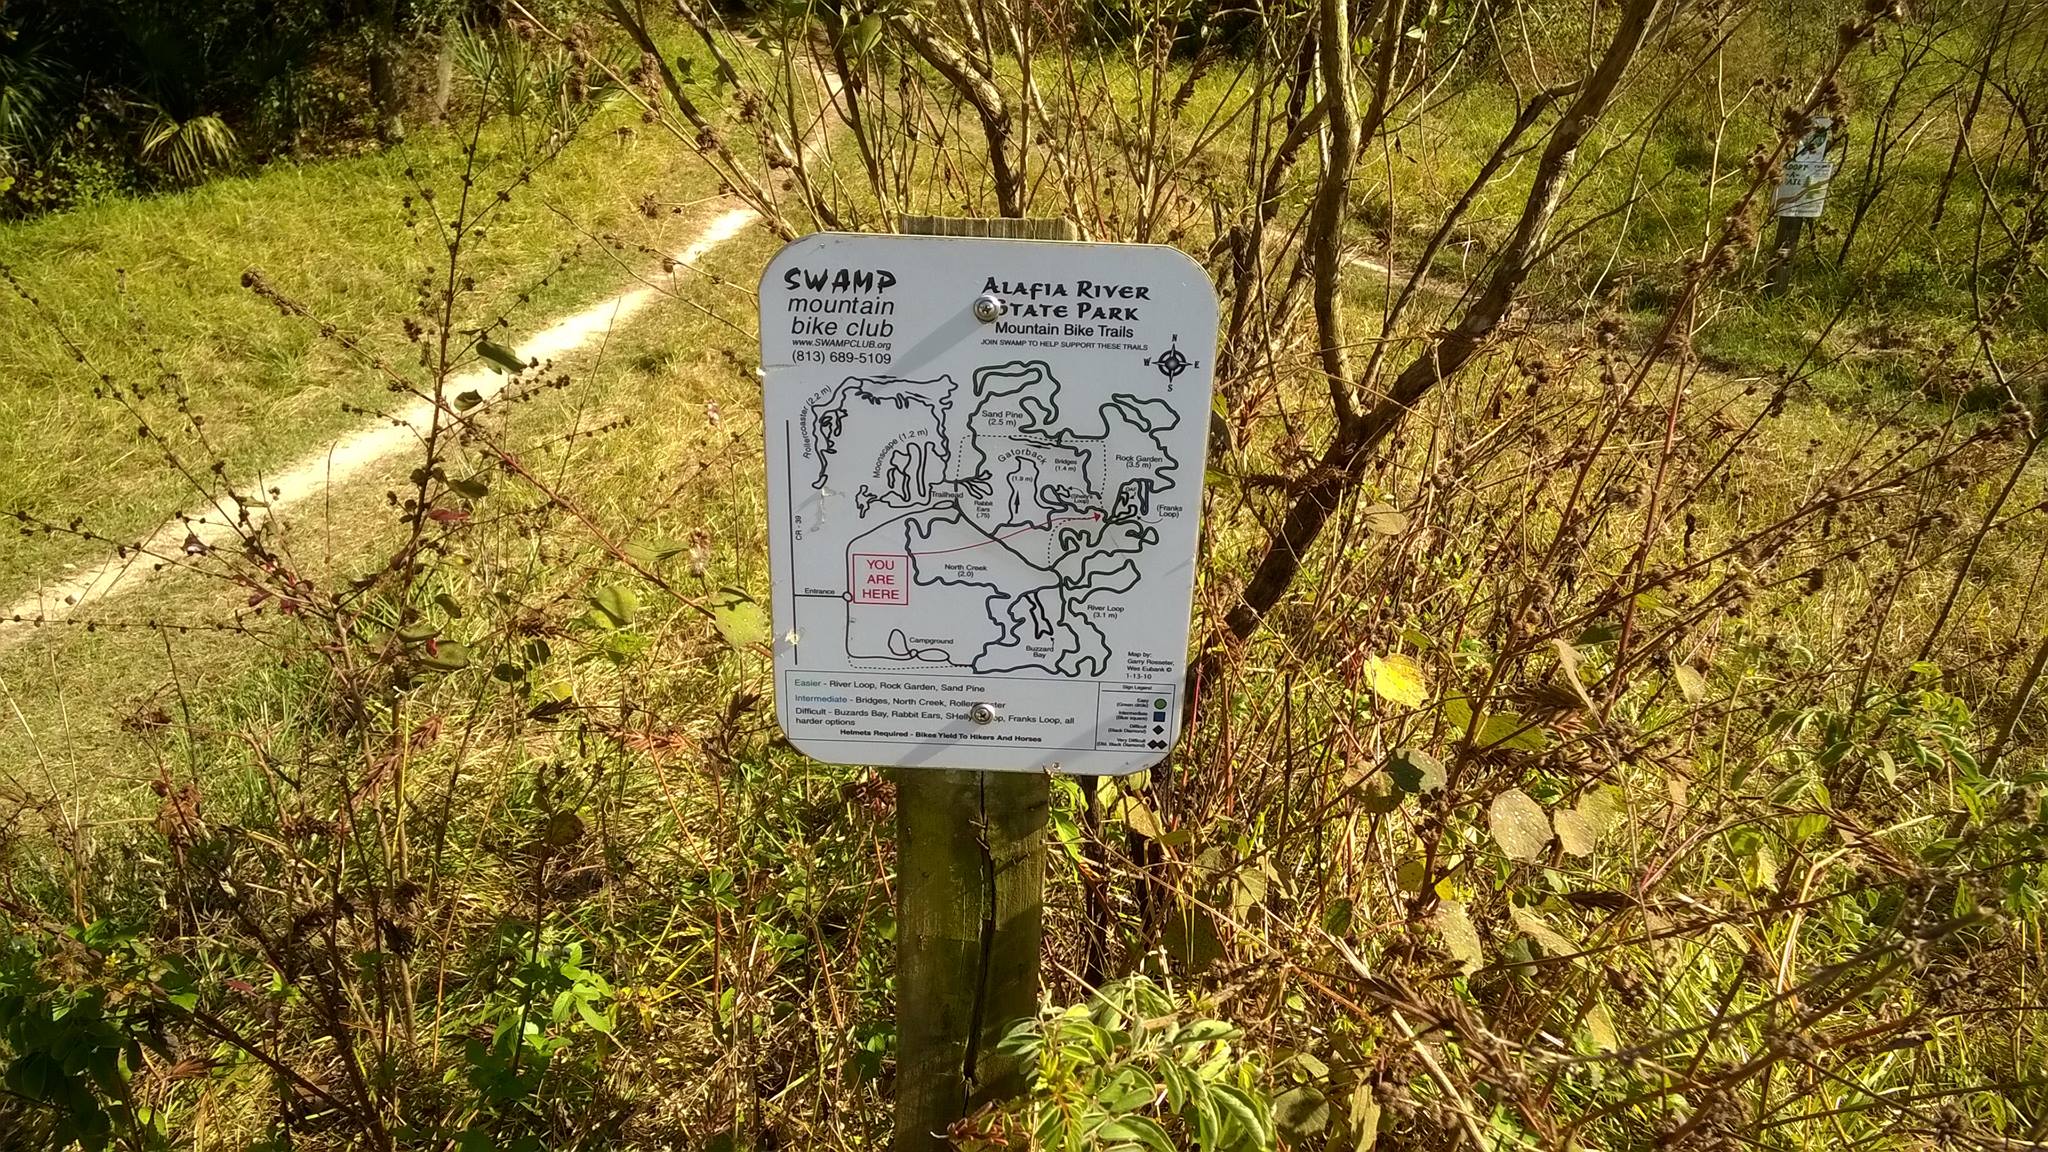 SWAMP
mountain
bike club
www.SWAMPCLUB.org
(813) 689-5109
ALAFIA RIVER
STATE PARK
Mountain Bike Trails
JOIN SWAMP TO HELP SUPPORT THESE TRAILS
N
W
E
S
Rollercoaster (2.2 m)
Moonscape (1.2 m)
Sand Pine
(2.5 m)
Gatorback
(1.9 m)
Bridges
(1.4 m)
Rock Garden
(3.5 m)
Trailhead
Rabbit
Ears
(.75)
Loop)
(Franks
Loop)
CR - 39
YOU
ARE
HERE
North Creek
(2.0)
Entrance
River Loop
(3.1 m)
Campground
Buzzard
Bay
Map by:
Garry Rosseter,
Wes Eubank ©
1-13-10
Easier - River Loop, Rock Garden, Sand Pine
Intermediate - Bridges, North Creek,
Difficult - Buzards Bay, Rabbit Ears, Franks Loop, all
harder options
Helmets Required - Bikes Yield To Hikers And Horses
Sign Legend
Easy
(Green circle)
Intermediate
(Blue square)
Difficult
(Black Diamond)
Very Difficult
(Dbl. Black Diamond)